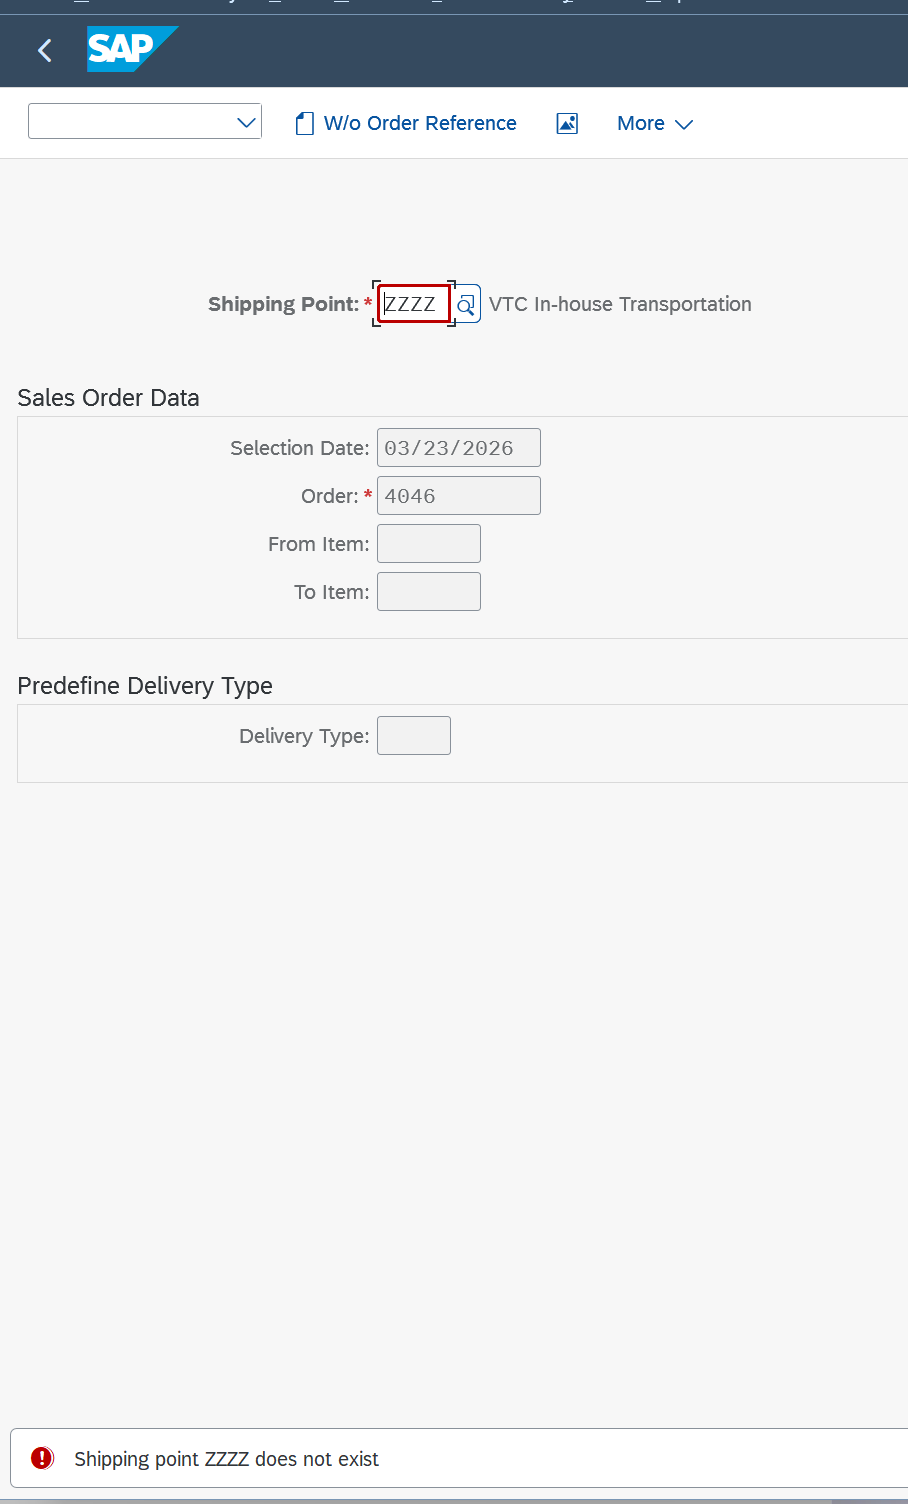 SAP
W/o Order Reference More
Shipping Point: * ZZZZ VTC In-house Transportation
Sales Order Data
Selection Date: 03/23/2026
Order: * 4046
From Item:
To Item:
Predefine Delivery Type
Delivery Type:
Shipping point ZZZZ does not exist